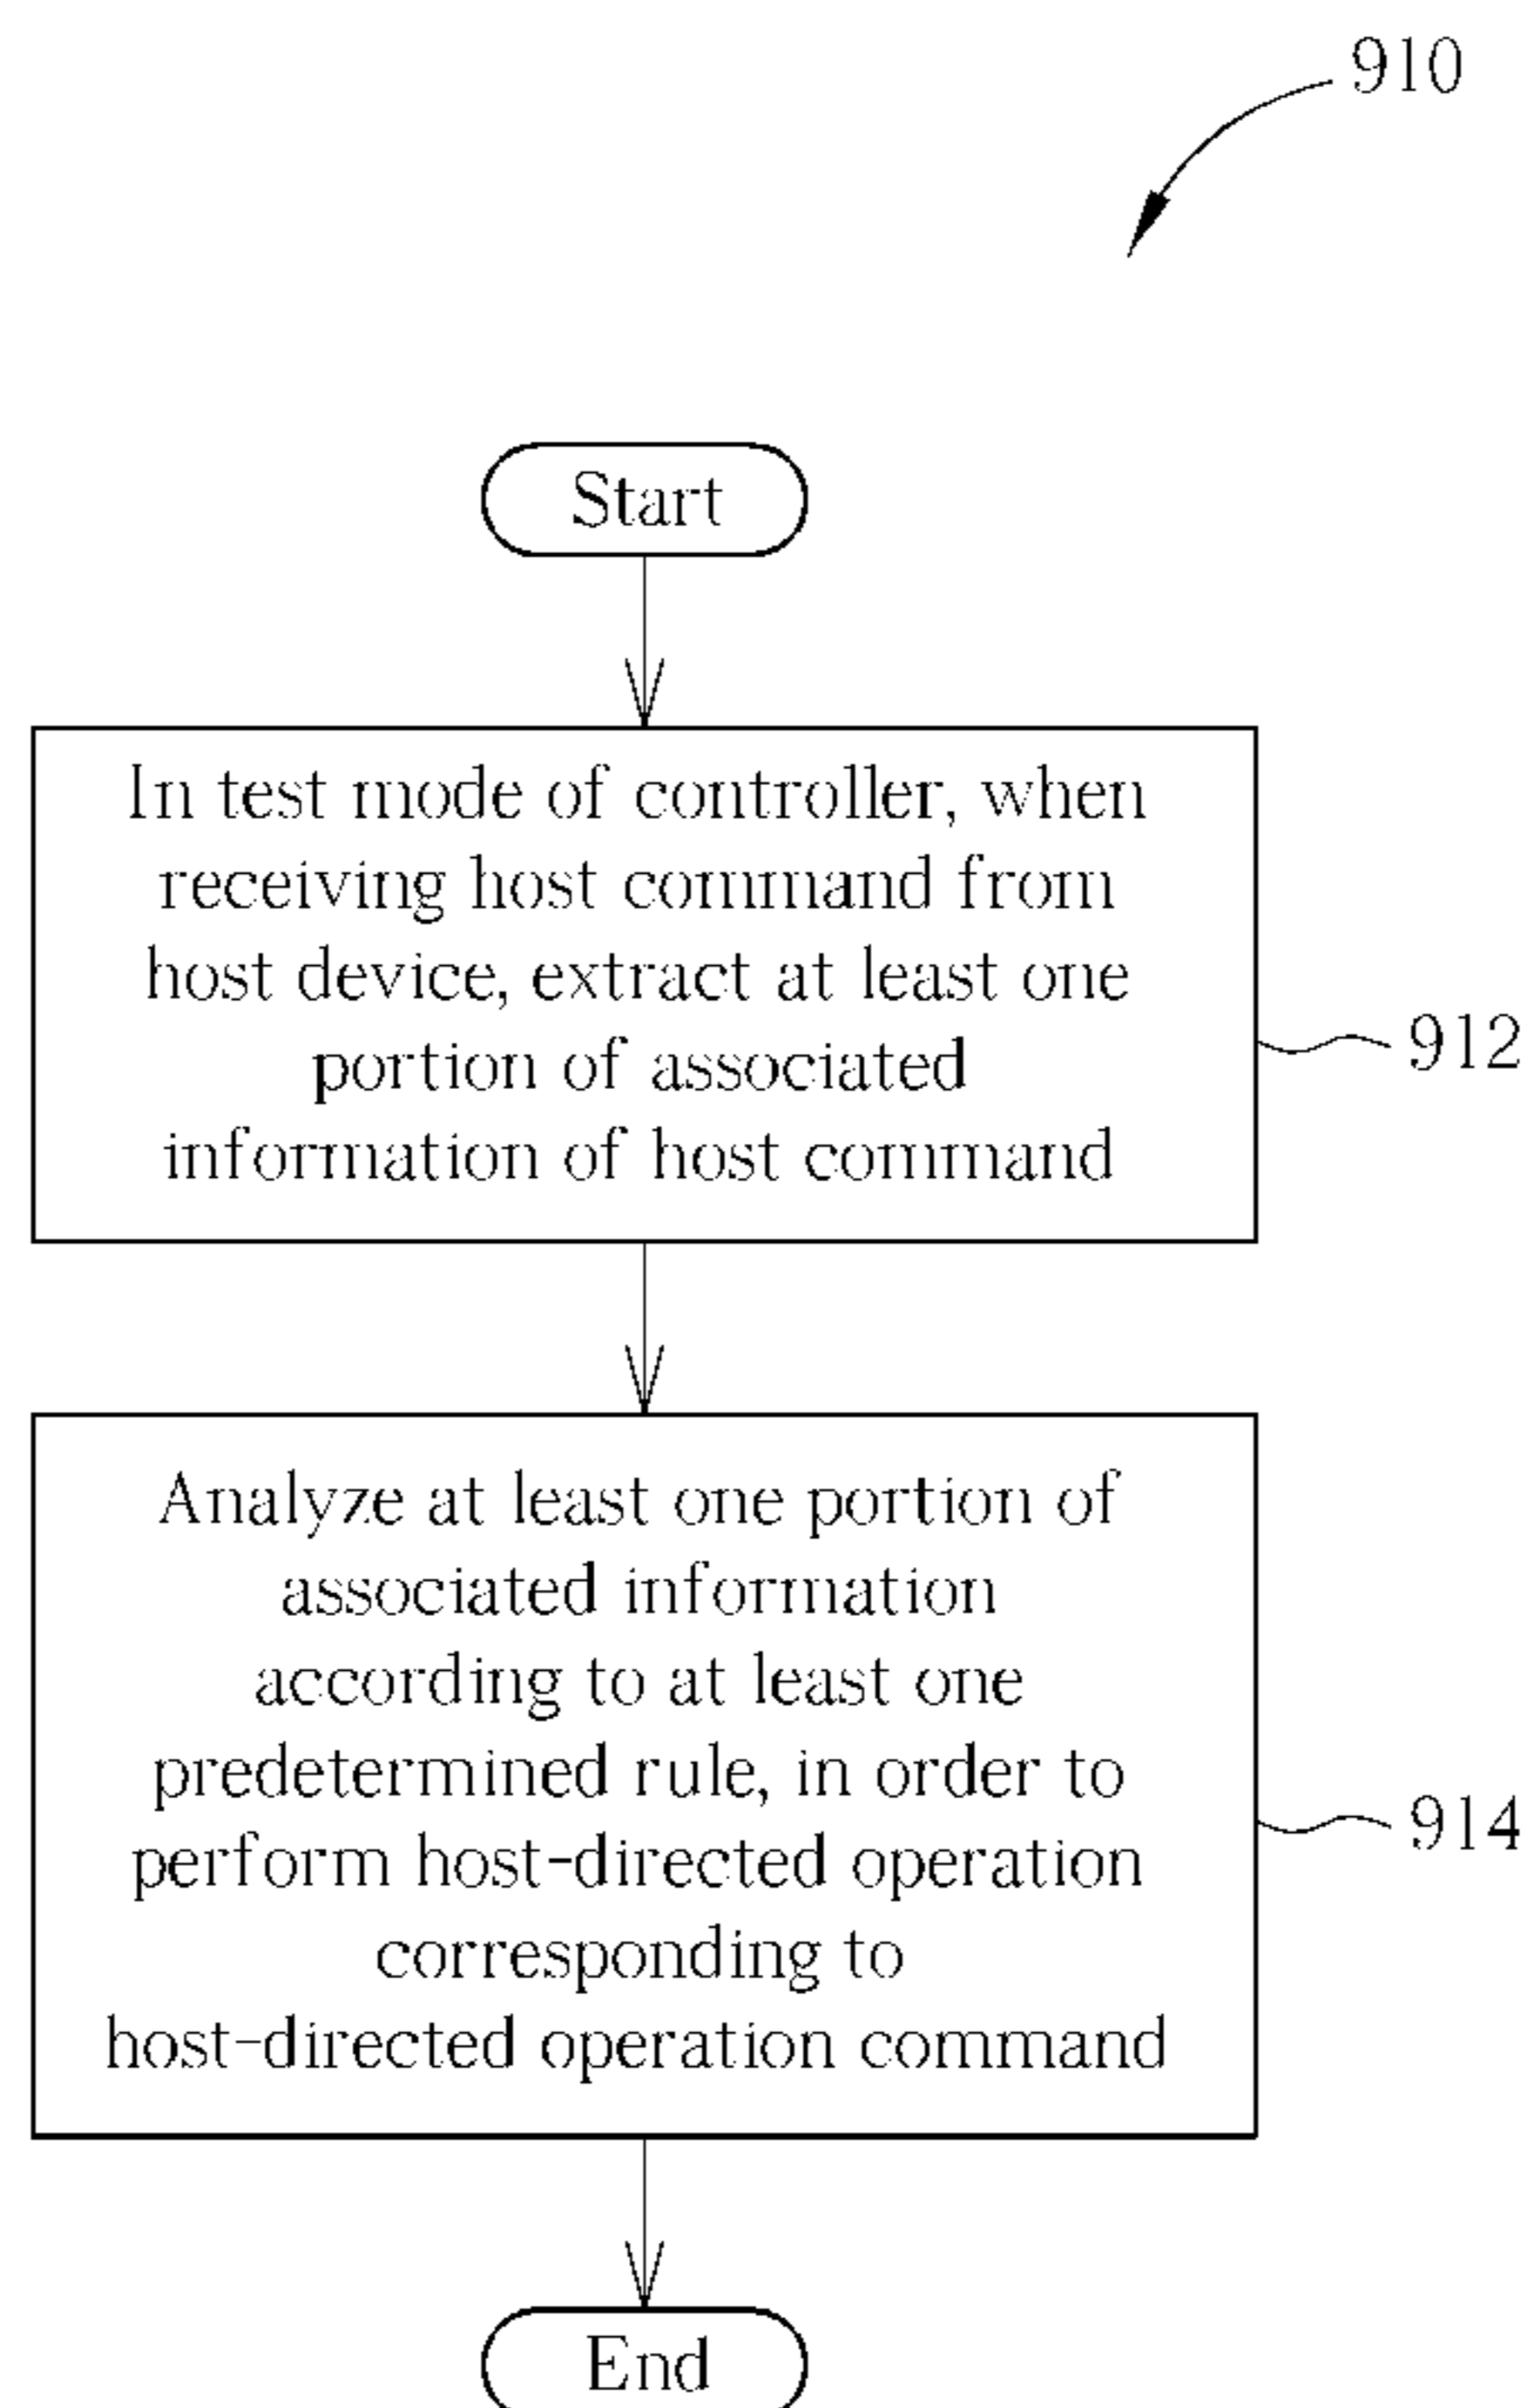 910
Start
In test mode of controller, when
receiving host command from
host device, extract at least one
portion of associated
information of host command
912
Analyze at least one portion of
associated information
according to at least one
predetermined rule, in order to
perform host-directed operation
corresponding to
host-directed operation command
914
End